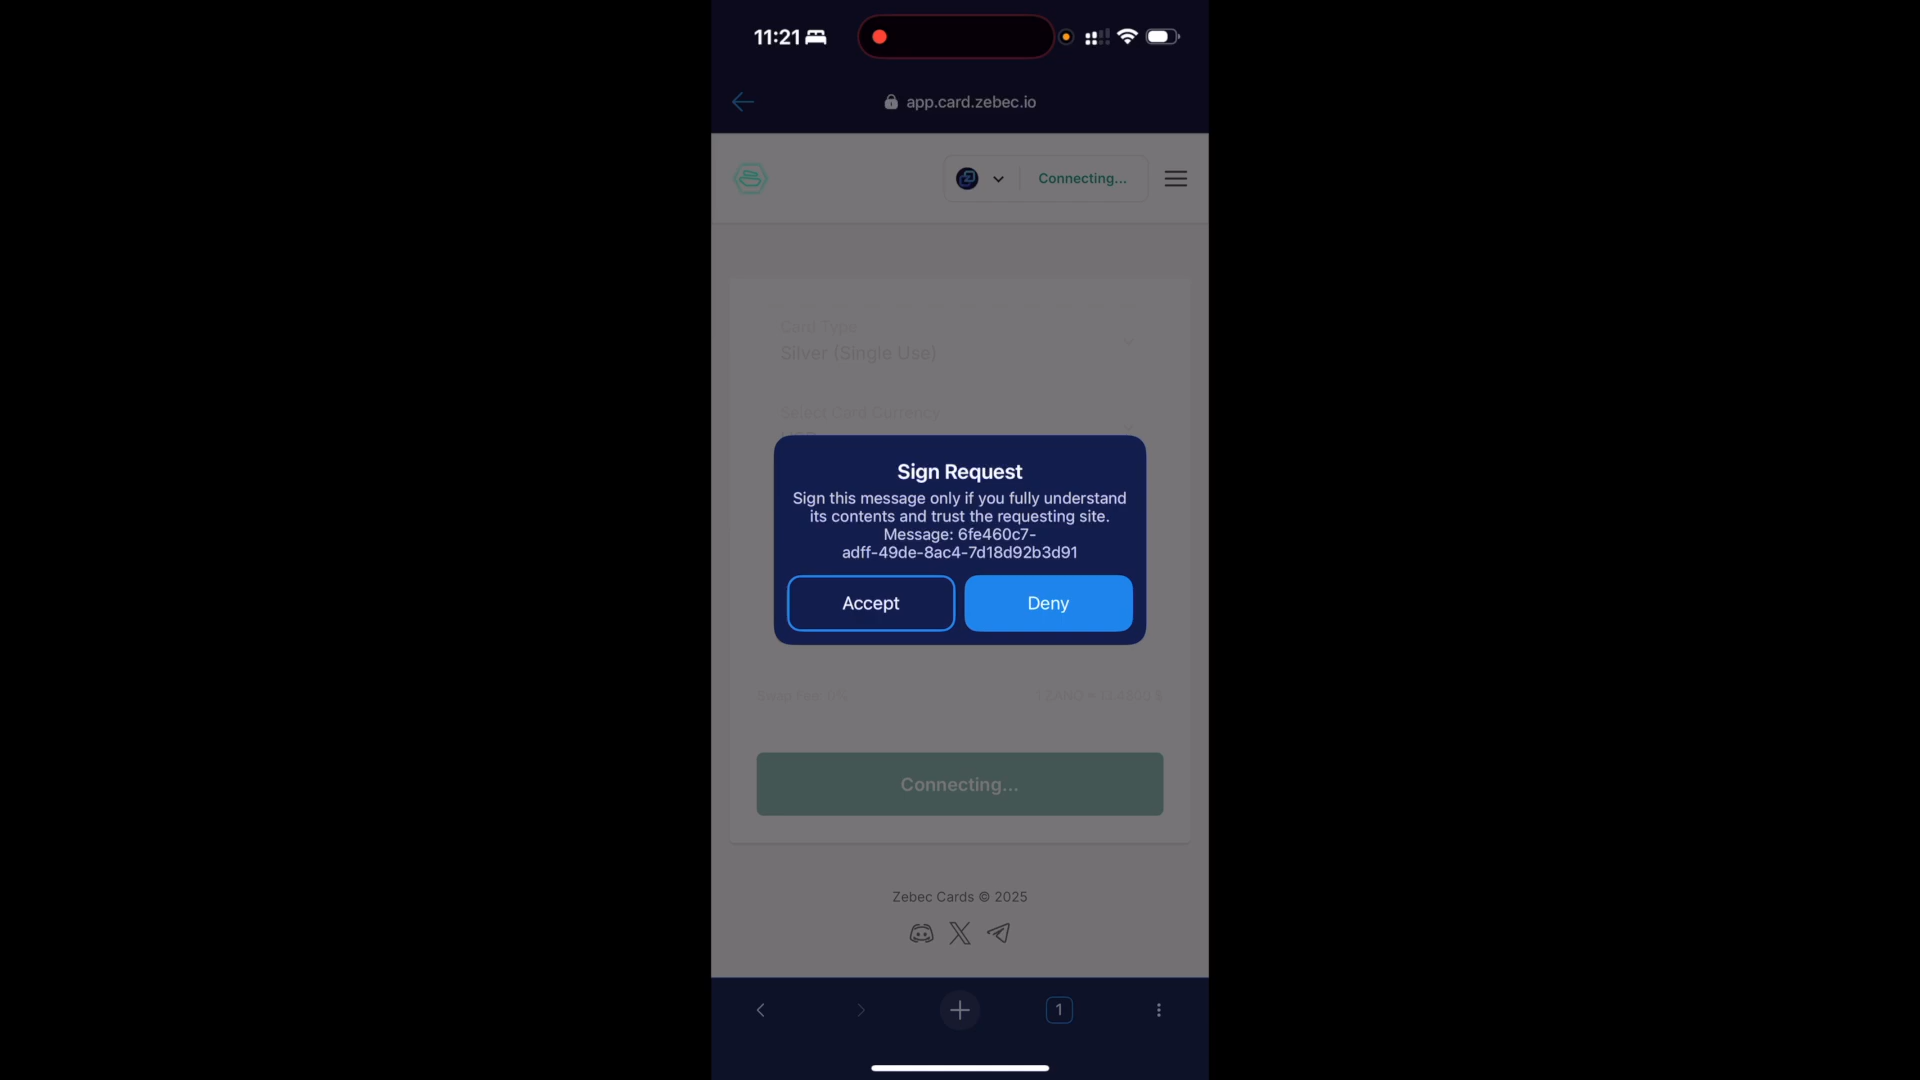 11:21
app.card.zebec.io
Connecting...
Card Type
Silver (Single Use)
Select Card Currency
Sign Request
Sign this message only if you fully understand
its contents and trust the requesting site.
Message: 6fe460c7-
adff-49de-8ac4-7d18d92b3d91
Accept
Deny
Connecting...
Zebec Cards © 2025
1